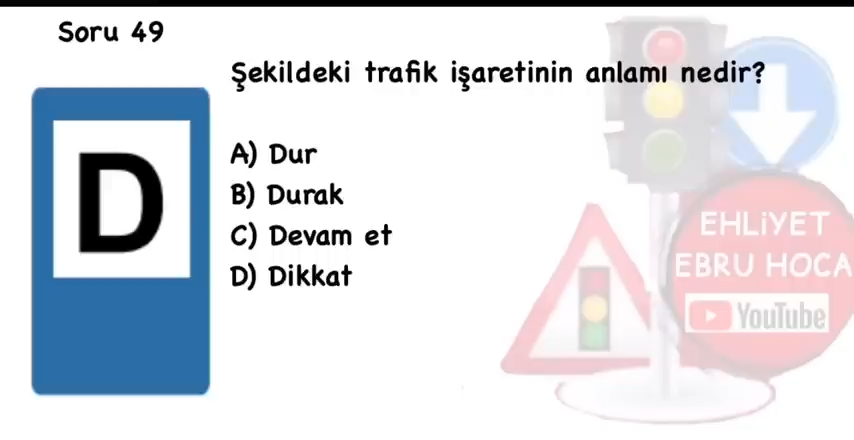 Soru 49
Şekildeki trafik işaretinin anlamı nedir?
D
A) Dur
B) Durak
C) Devam et
D) Dikkat
EHLİYET
EBRU HOCA
YouTube